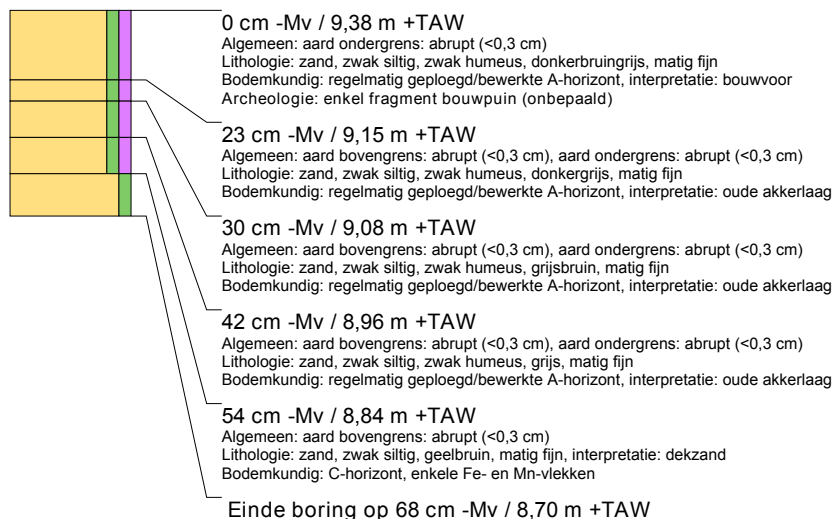 0 cm -Mv / 9,38 m +TAW
Algemeen: aard ondergrens: abrupt (<0,3 cm)
Lithologie: zand, zwak siltig, zwak humeus, donkerbruingrijs, matig fijn
Bodemkundig: regelmatig geploegd/bewerkte A-horizont, interpretatie: bouwvoor
Archeologie: enkel fragment bouwpuin (onbepaald)
23 cm -Mv / 9,15 m +TAW
Algemeen: aard bovengrens: abrupt (<0,3 cm), aard ondergrens: abrupt (<0,3 cm)
Lithologie: zand, zwak siltig, zwak humeus, donkergrijs, matig fijn
Bodemkundig: regelmatig geploegd/bewerkte A-horizont, interpretatie: oude akkerlaag
30 cm -Mv / 9,08 m +TAW
Algemeen: aard bovengrens: abrupt (<0,3 cm), aard ondergrens: abrupt (<0,3 cm)
Lithologie: zand, zwak siltig, zwak humeus, grijsbruin, matig fijn
Bodemkundig: regelmatig geploegd/bewerkte A-horizont, interpretatie: oude akkerlaag
42 cm -Mv / 8,96 m +TAW
Algemeen: aard bovengrens: abrupt (<0,3 cm), aard ondergrens: abrupt (<0,3 cm)
Lithologie: zand, zwak siltig, zwak humeus, grijs, matig fijn
Bodemkundig: regelmatig geploegd/bewerkte A-horizont, interpretatie: oude akkerlaag
54 cm -Mv / 8,84 m +TAW
Algemeen: aard bovengrens: abrupt (<0,3 cm)
Lithologie: zand, zwak siltig, geelbruin, matig fijn, interpretatie: dekzand
Bodemkundig: C-horizont, enkele Fe- en Mn-vlekken
Einde boring op 68 cm -Mv / 8,70 m +TAW